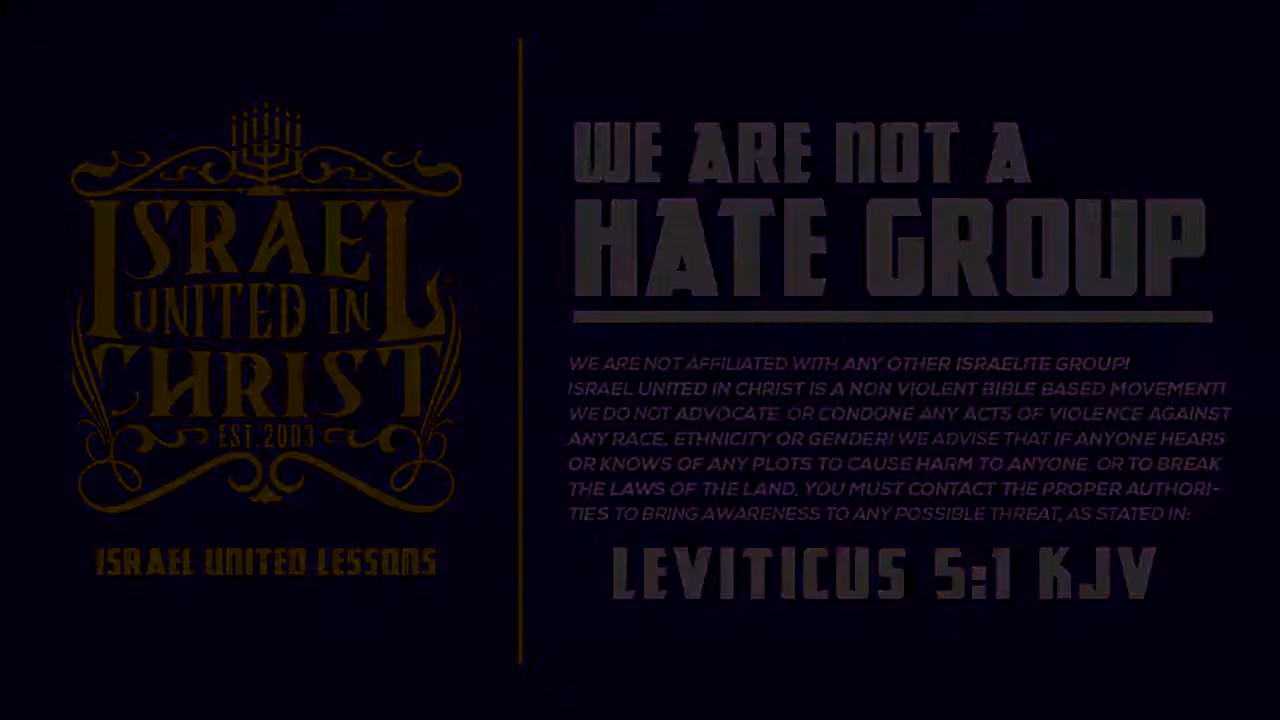 ISRAEL
UNITED IN
CHRIST
EST. 2003
ISRAEL UNITED LESSONS
WE ARE NOT A
HATE GROUP
WE ARE NOT AFFILIATED WITH ANY OTHER ISRAELITE GROUP!
ISRAEL UNITED IN CHRIST IS A NON VIOLENT BIBLE BASED MOVEMENT!
WE DO NOT ADVOCATE OR CONDONE ANY ACTS OF VIOLENCE AGAINST
ANY RACE, ETHNICITY OR GENDER! WE ADVISE THAT IF ANYONE HEARS
OR KNOWS OF ANY PLOTS TO CAUSE HARM TO ANYONE OR TO BREAK
THE LAWS OF THE LAND, YOU MUST CONTACT THE PROPER AUTHORI-
TIES TO BRING AWARENESS TO ANY POSSIBLE THREAT, AS STATED IN:
LEVITICUS 5:1 KJV